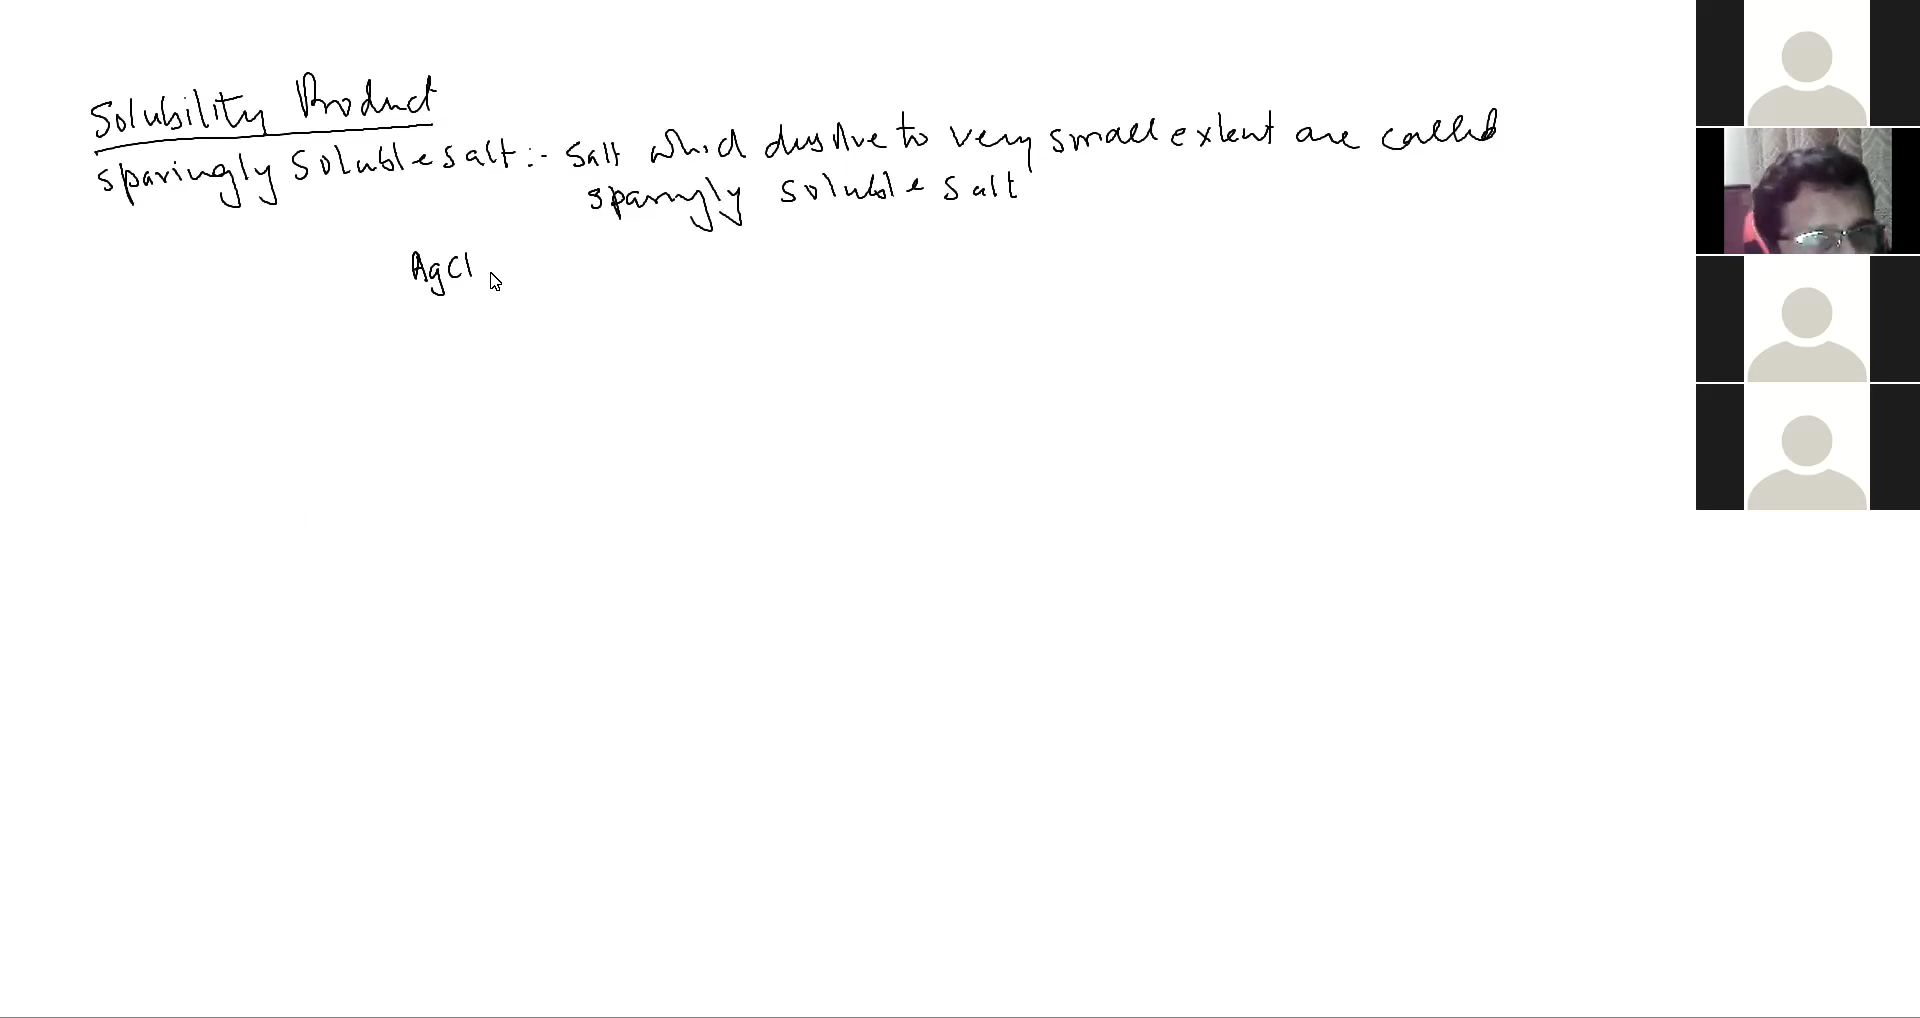 Solubility Product
sparingly soluble salt :- Salt which dissolve to very small extent are called
sparingly soluble salt
AgCl